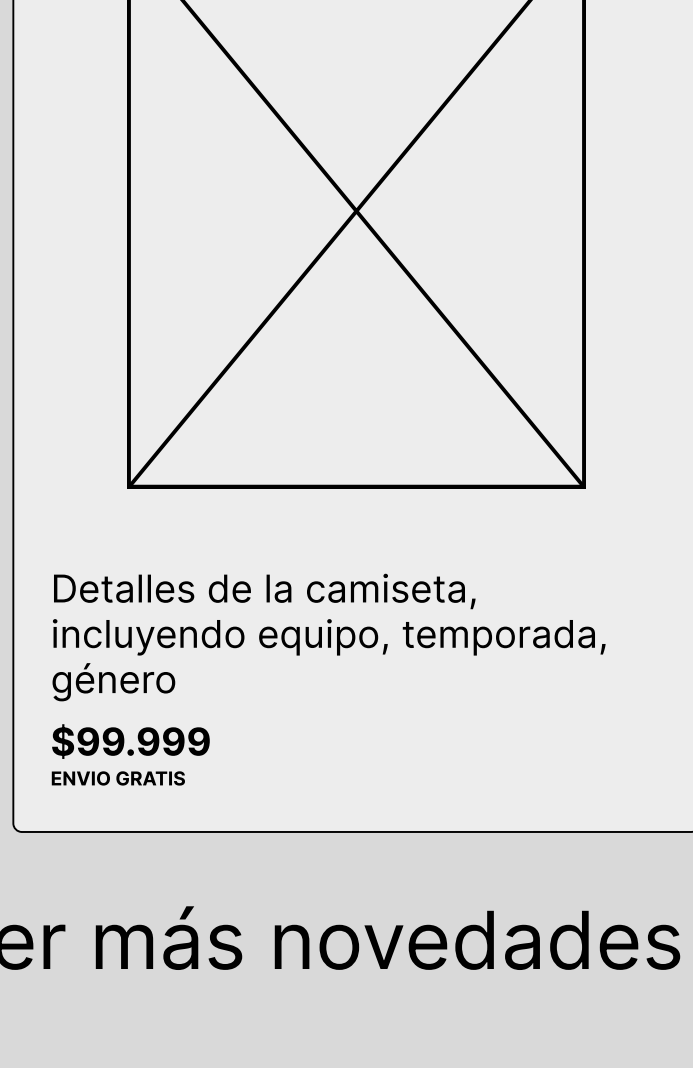 Detalles de la camiseta,
incluyendo equipo, temporada,
género
$99.999
ENVIO GRATIS
er más novedades